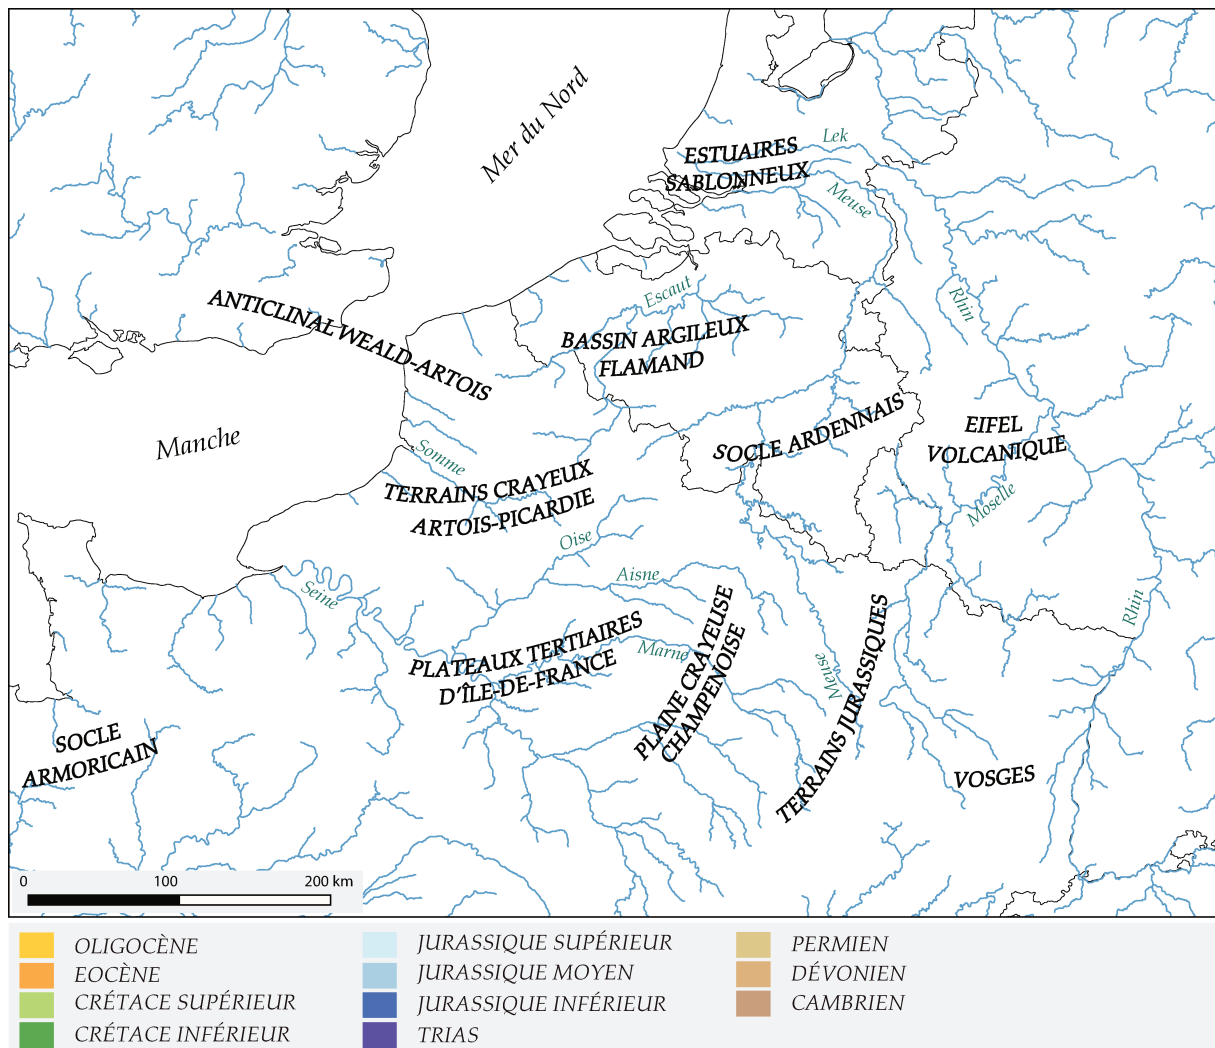 Mer du Nord
Lek
ESTUAIRES
SABLONNEUX
Meuse
Escaut
Rhin
ANTICLINAL WEALD-ARTOIS
BASSIN ARGILEUX
FLAMAND
Manche
SOCLE ARDENNAIS
EIFEL
VOLCANIQUE
Somme
TERRAINS CRAYEUX
ARTOIS-PICARDIE
Moselle
Oise
Aisne
Seine
Rhin
PLATEAUX TERTIAIRES
D'ÎLE-DE-FRANCE
Marne
PLAINE CRAYEUSE
CHAMPENOISE
Meuse
TERRAINS JURASSIQUES
SOCLE
ARMORICAIN
VOSGES
0 100 200 km
OLIGOCÈNE
EOCÈNE
CRÉTACE SUPÉRIEUR
CRÉTACE INFÉRIEUR
JURASSIQUE SUPÉRIEUR
JURASSIQUE MOYEN
JURASSIQUE INFÉRIEUR
TRIAS
PERMIEN
DÉVONIEN
CAMBRIEN